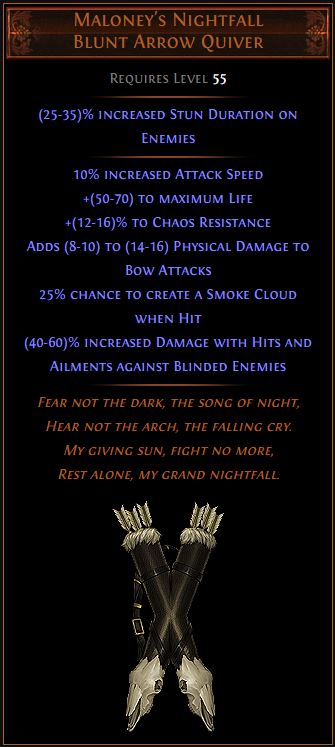 Maloney's Nightfall
Blunt Arrow Quiver
Requires Level 55
(25-35)% increased Stun Duration on
Enemies
10% increased Attack Speed
+(50-70) to maximum Life
+(12-16)% to Chaos Resistance
Adds (8-10) to (14-16) Physical Damage to
Bow Attacks
25% chance to create a Smoke Cloud
when Hit
(40-60)% increased Damage with Hits and
Ailments against Blinded Enemies
Fear not the dark, the song of night,
Hear not the arch, the falling cry.
My giving sun, fight no more,
Rest alone, my grand nightfall.